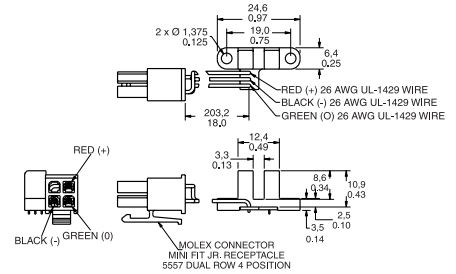 24,6
0.97
2 x Ø 1,375
0.125
19,0
0.75
6,4
0.25
RED (+) 26 AWG UL-1429 WIRE
BLACK (-) 26 AWG UL-1429 WIRE
GREEN (O) 26 AWG UL-1429 WIRE
203,2
18.0
12,4
0.49
3,3
0.13
8,6
0.34
10,9
0.43
2,5
0.10
3,5
0.14
RED (+)
BLACK (-)
GREEN (0)
MOLEX CONNECTOR
MINI FIT JR. RECEPTACLE
5557 DUAL ROW 4 POSITION